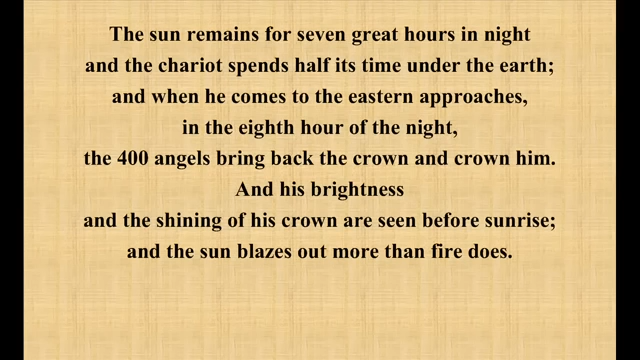 The sun remains for seven great hours in night
and the chariot spends half its time under the earth;
and when he comes to the eastern approaches,
in the eighth hour of the night,
the 400 angels bring back the crown and crown him.
And his brightness
and the shining of his crown are seen before sunrise;
and the sun blazes out more than fire does.